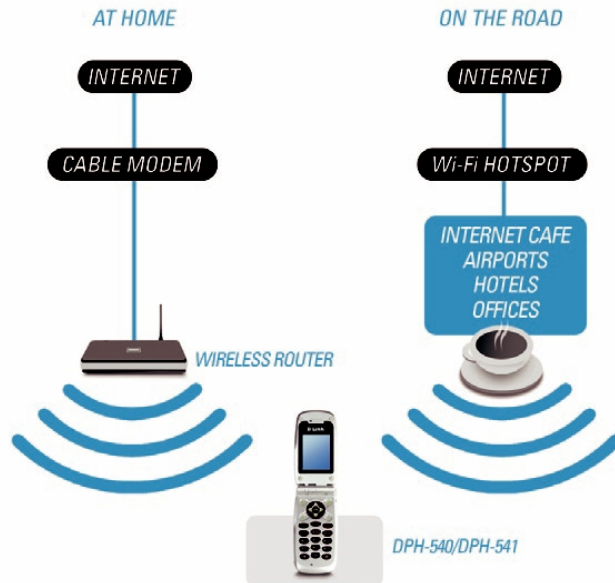 AT HOME
INTERNET
CABLE MODEM
WIRELESS ROUTER
ON THE ROAD
INTERNET
Wi-Fi HOTSPOT
INTERNET CAFE
AIRPORTS
HOTELS
OFFICES
D-Link
DPH-540/DPH-541